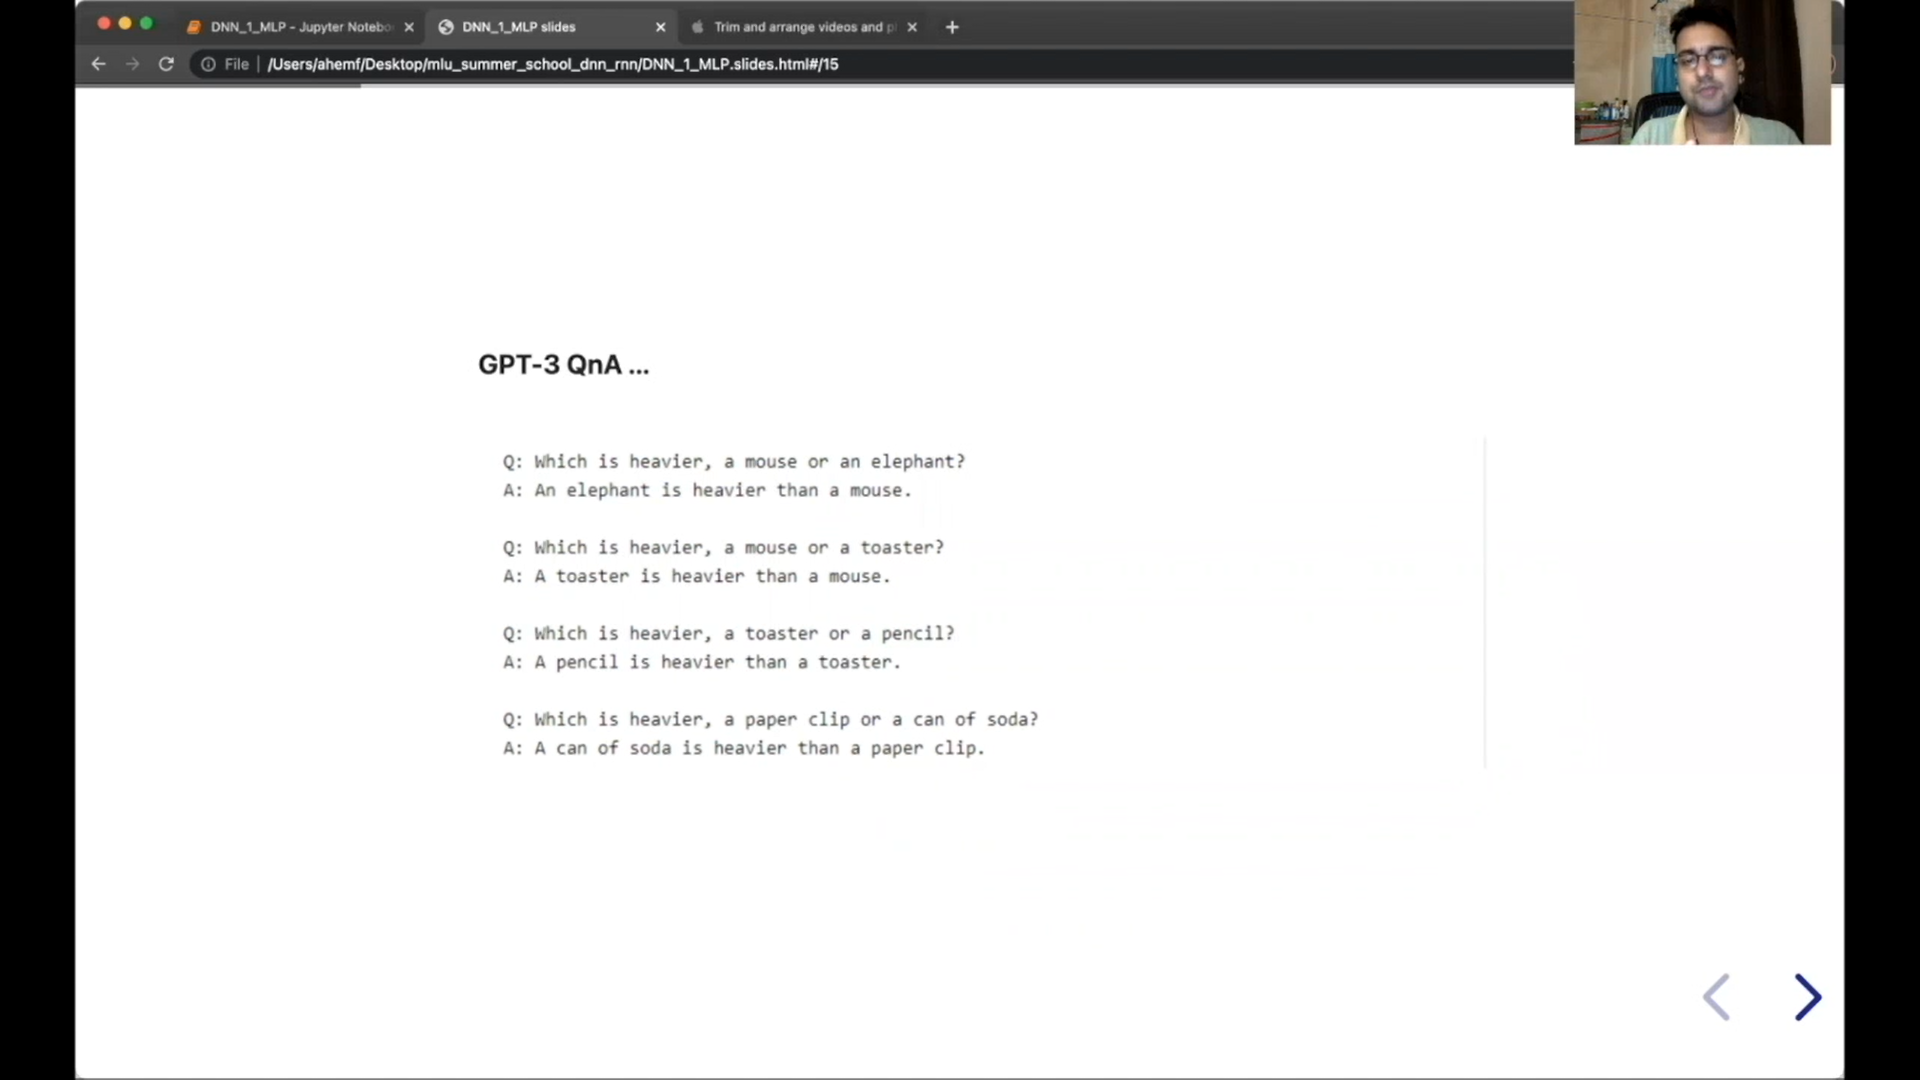 DNN_1_MLP - Jupyter Notebo
DNN_1_MLP slides
Trim and arrange videos and p
File
/Users/ahemf/Desktop/mlu_summer_school_dnn_rnn/DNN_1_MLP.slides.html#/15
GPT-3 QnA ...
Q: Which is heavier, a mouse or an elephant?
A: An elephant is heavier than a mouse.
Q: Which is heavier, a mouse or a toaster?
A: A toaster is heavier than a mouse.
Q: Which is heavier, a toaster or a pencil?
A: A pencil is heavier than a toaster.
Q: Which is heavier, a paper clip or a can of soda?
A: A can of soda is heavier than a paper clip.